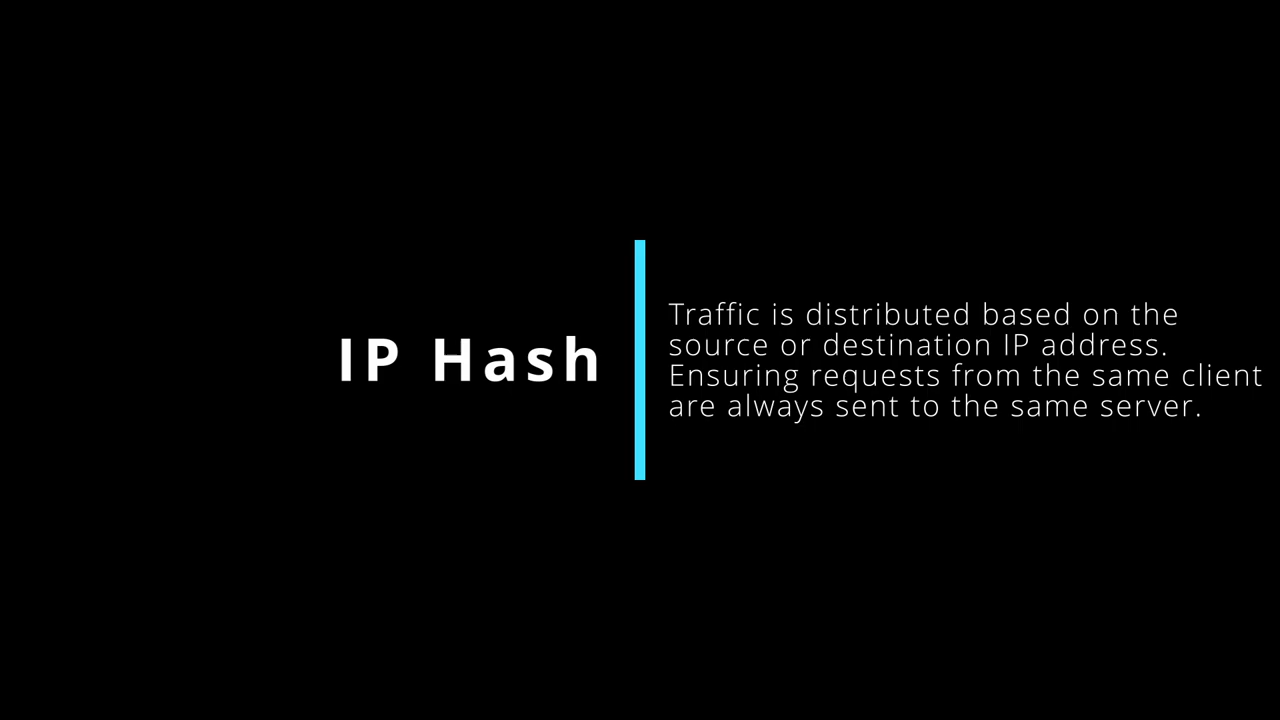 IP Hash
Traffic is distributed based on the
source or destination IP address.
Ensuring requests from the same client
are always sent to the same server.